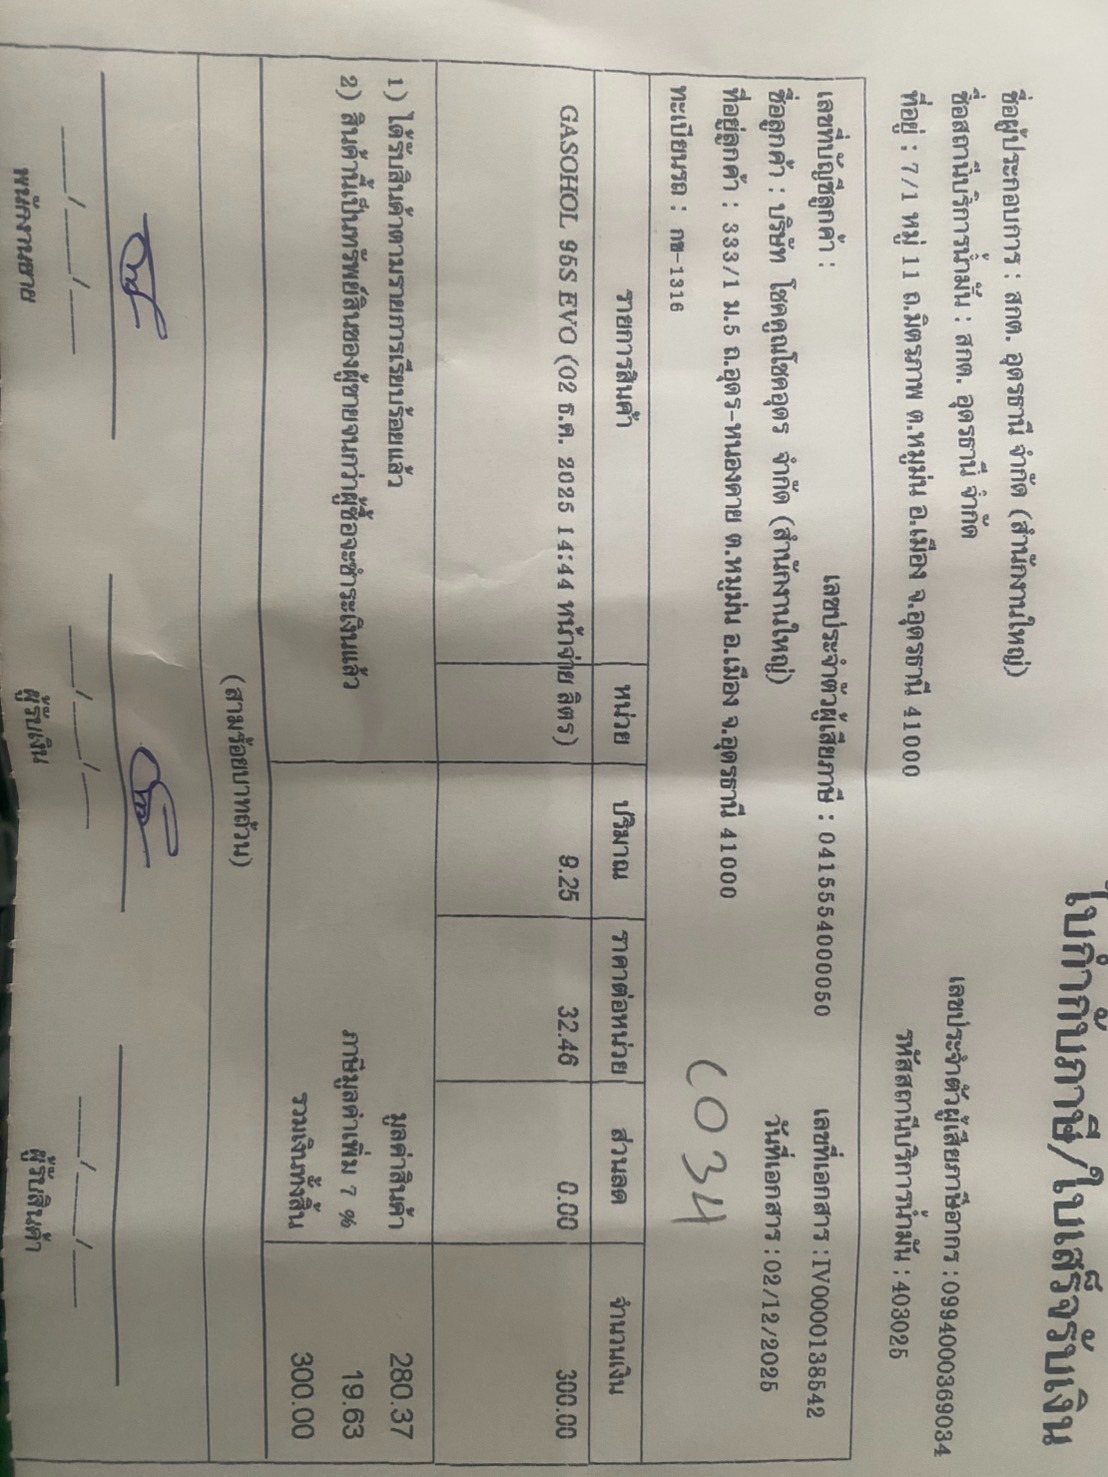 ใบกำกับภาษี/ใบเสร็จรับเงิน
ชื่อผู้ประกอบการ : สกต. อุดรธานี จำกัด (สำนักงานใหญ่)
เลขประจำตัวผู้เสียภาษีอากร : 0994000369034
ชื่อสถานีบริการน้ำมัน : สกต. อุดรธานี จำกัด
รหัสสถานีบริการน้ำมัน : 403025
ที่อยู่ : 7/1 หมู่ 11 ถ.มิตรภาพ ต.หมูม่น อ.เมือง จ.อุดรธานี 41000
เลขที่บัญชีลูกค้า : เลขประจำตัวผู้เสียภาษี : 0415554000050 เลขที่เอกสาร : IV0000138542
ชื่อลูกค้า : บริษัท โชคคูณโชคอุดร จำกัด (สำนักงานใหญ่) วันที่เอกสาร : 02/12/2025
ที่อยู่ลูกค้า : 333/1 ม.5 ถ.อุดร-หนองคาย ต.หมูม่น อ.เมือง จ.อุดรธานี 41000
ทะเบียนรถ : กช-1316
C034
รายการสินค้า หน่วย ปริมาณ ราคาต่อหน่วย ส่วนลด จำนวนเงิน
GASOHOL 95S EVO (02 ธ.ค. 2025 14:44 หน้าจ่าย ลิตร) 9.25 32.46 0.00 300.00
1) ได้รับสินค้าตามรายการเรียบร้อยแล้ว มูลค่าสินค้า 280.37
2) สินค้านี้เป็นทรัพย์สินของผู้ขายจนกว่าผู้ซื้อจะชำระเงินแล้ว ภาษีมูลค่าเพิ่ม 7 % 19.63
รวมเงินทั้งสิ้น 300.00
(สามร้อยบาทถ้วน)
___/___/___ ___/___/___ ___/___/___
พนักงานขาย ผู้รับเงิน ผู้รับสินค้า